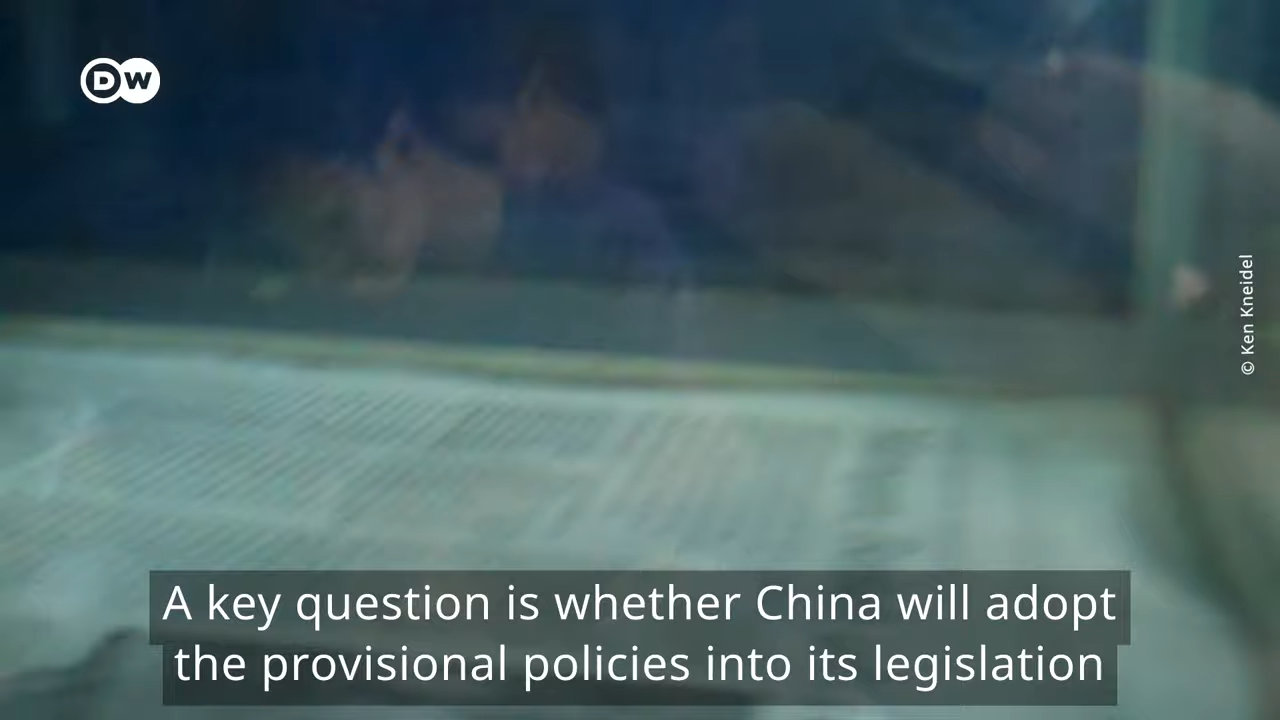 DW
© Ken Kneidel
A key question is whether China will adopt
the provisional policies into its legislation